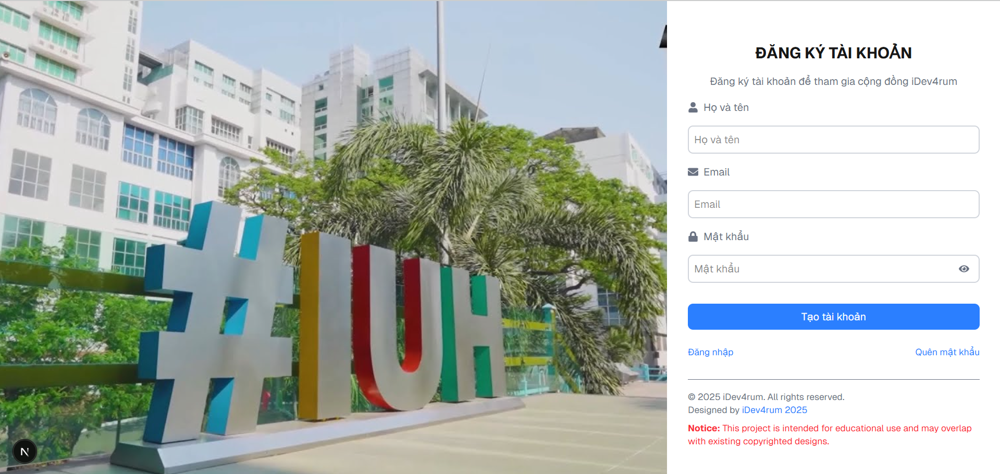 #IUH
N
ĐĂNG KÝ TÀI KHOẢN
Đăng ký tài khoản để tham gia cộng đồng iDev4rum
Họ và tên
Họ và tên
Email
Email
Mật khẩu
Mật khẩu
Tạo tài khoản
Đăng nhập
Quên mật khẩu
© 2025 iDev4rum. All rights reserved.
Designed by iDev4rum 2025
Notice: This project is intended for educational use and may overlap
with existing copyrighted designs.